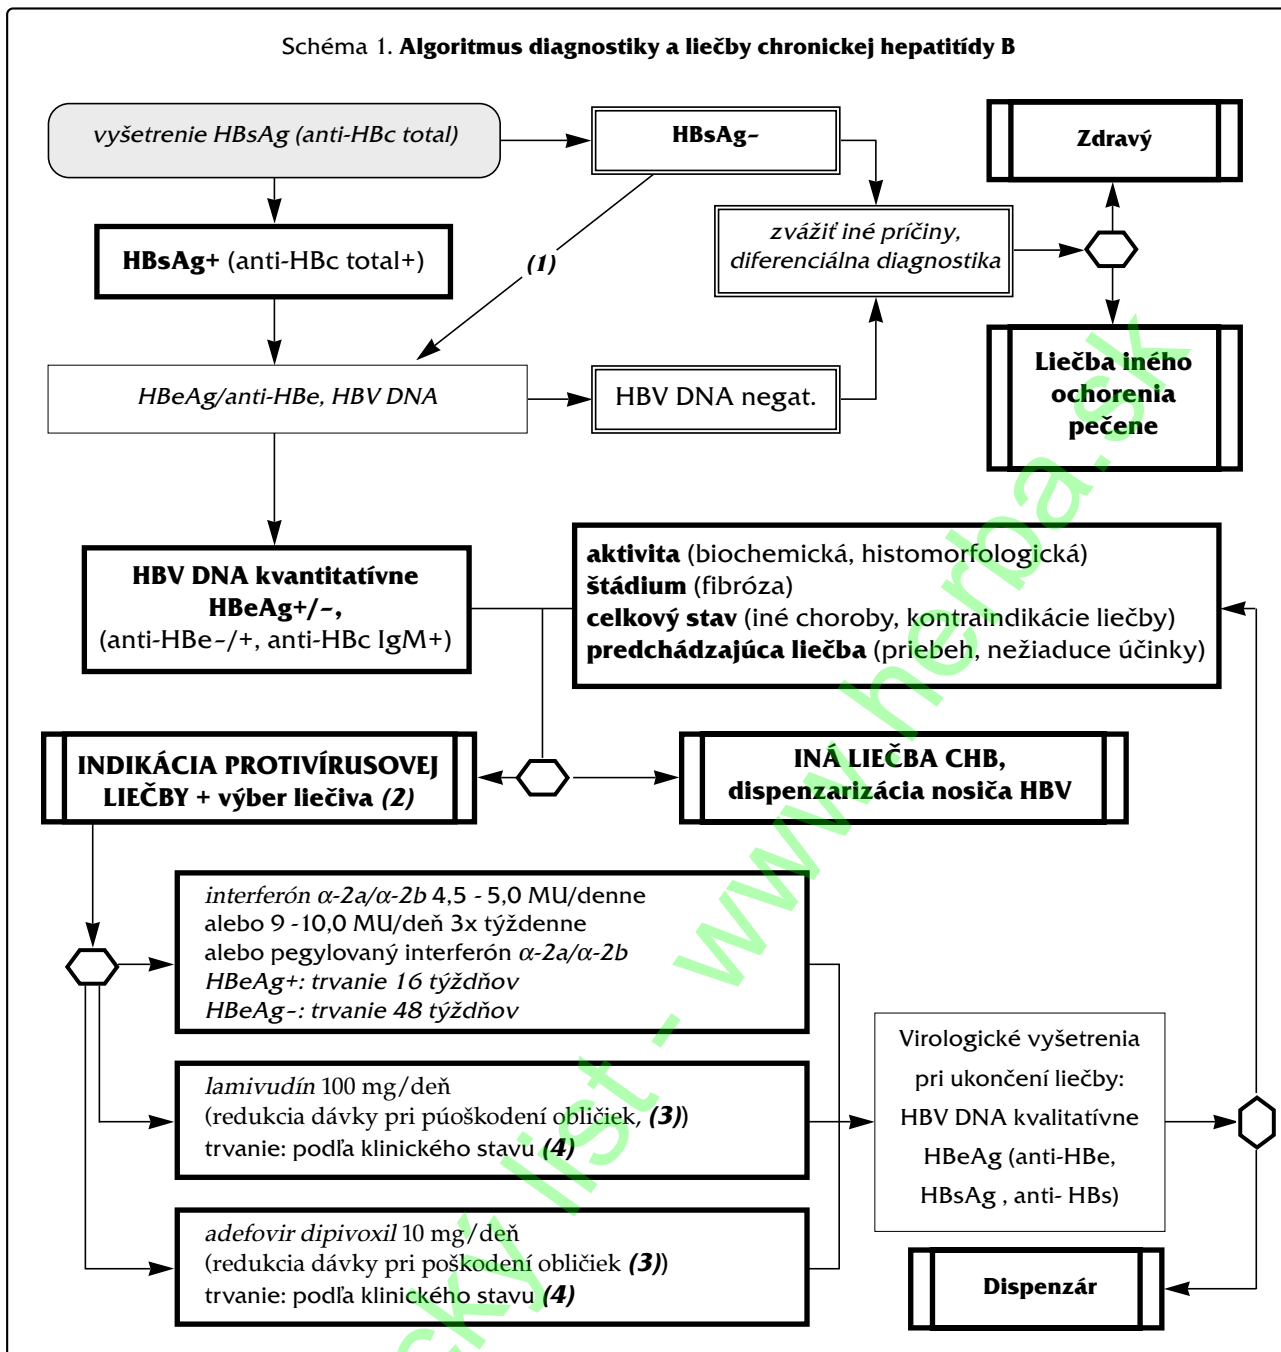 Schéma 1. Algoritmus diagnostiky a liečby chronickej hepatitídy B
vyšetrenie HBsAg (anti-HBc total)
HBsAg–
Zdravý
HBsAg+ (anti-HBc total+)
(1)
zvážiť iné príčiny,
diferenciálna diagnostika
HBeAg/anti-HBe, HBV DNA
HBV DNA negat.
Liečba iného
ochorenia
pečene
HBV DNA kvantitatívne
HBeAg+/–,
(anti-HBe–/+, anti-HBc IgM+)
aktivita (biochemická, histomorfologická)
štádium (fibróza)
celkový stav (iné choroby, kontraindikácie liečby)
predchádzajúca liečba (priebeh, nežiaduce účinky)
INDIKÁCIA PROTIVÍRUSOVEJ
LIEČBY + výber liečiva (2)
INÁ LIEČBA CHB,
dispenzarizácia nosiča HBV
interferón α-2a/α-2b 4,5 - 5,0 MU/denne
alebo 9 -10,0 MU/deň 3x týždenne
alebo pegylovaný interferón α-2a/α-2b
HBeAg+: trvanie 16 týždňov
HBeAg–: trvanie 48 týždňov
lamivudín 100 mg/deň
(redukcia dávky pri púoškodení obličiek, (3))
trvanie: podľa klinického stavu (4)
adefovir dipivoxil 10 mg/deň
(redukcia dávky pri poškodení obličiek (3))
trvanie: podľa klinického stavu (4)
Virologické vyšetrenia
pri ukončení liečby:
HBV DNA kvalitatívne
HBeAg (anti-HBe,
HBsAg , anti- HBs)
Dispenzár
cký list - www.herba.sk